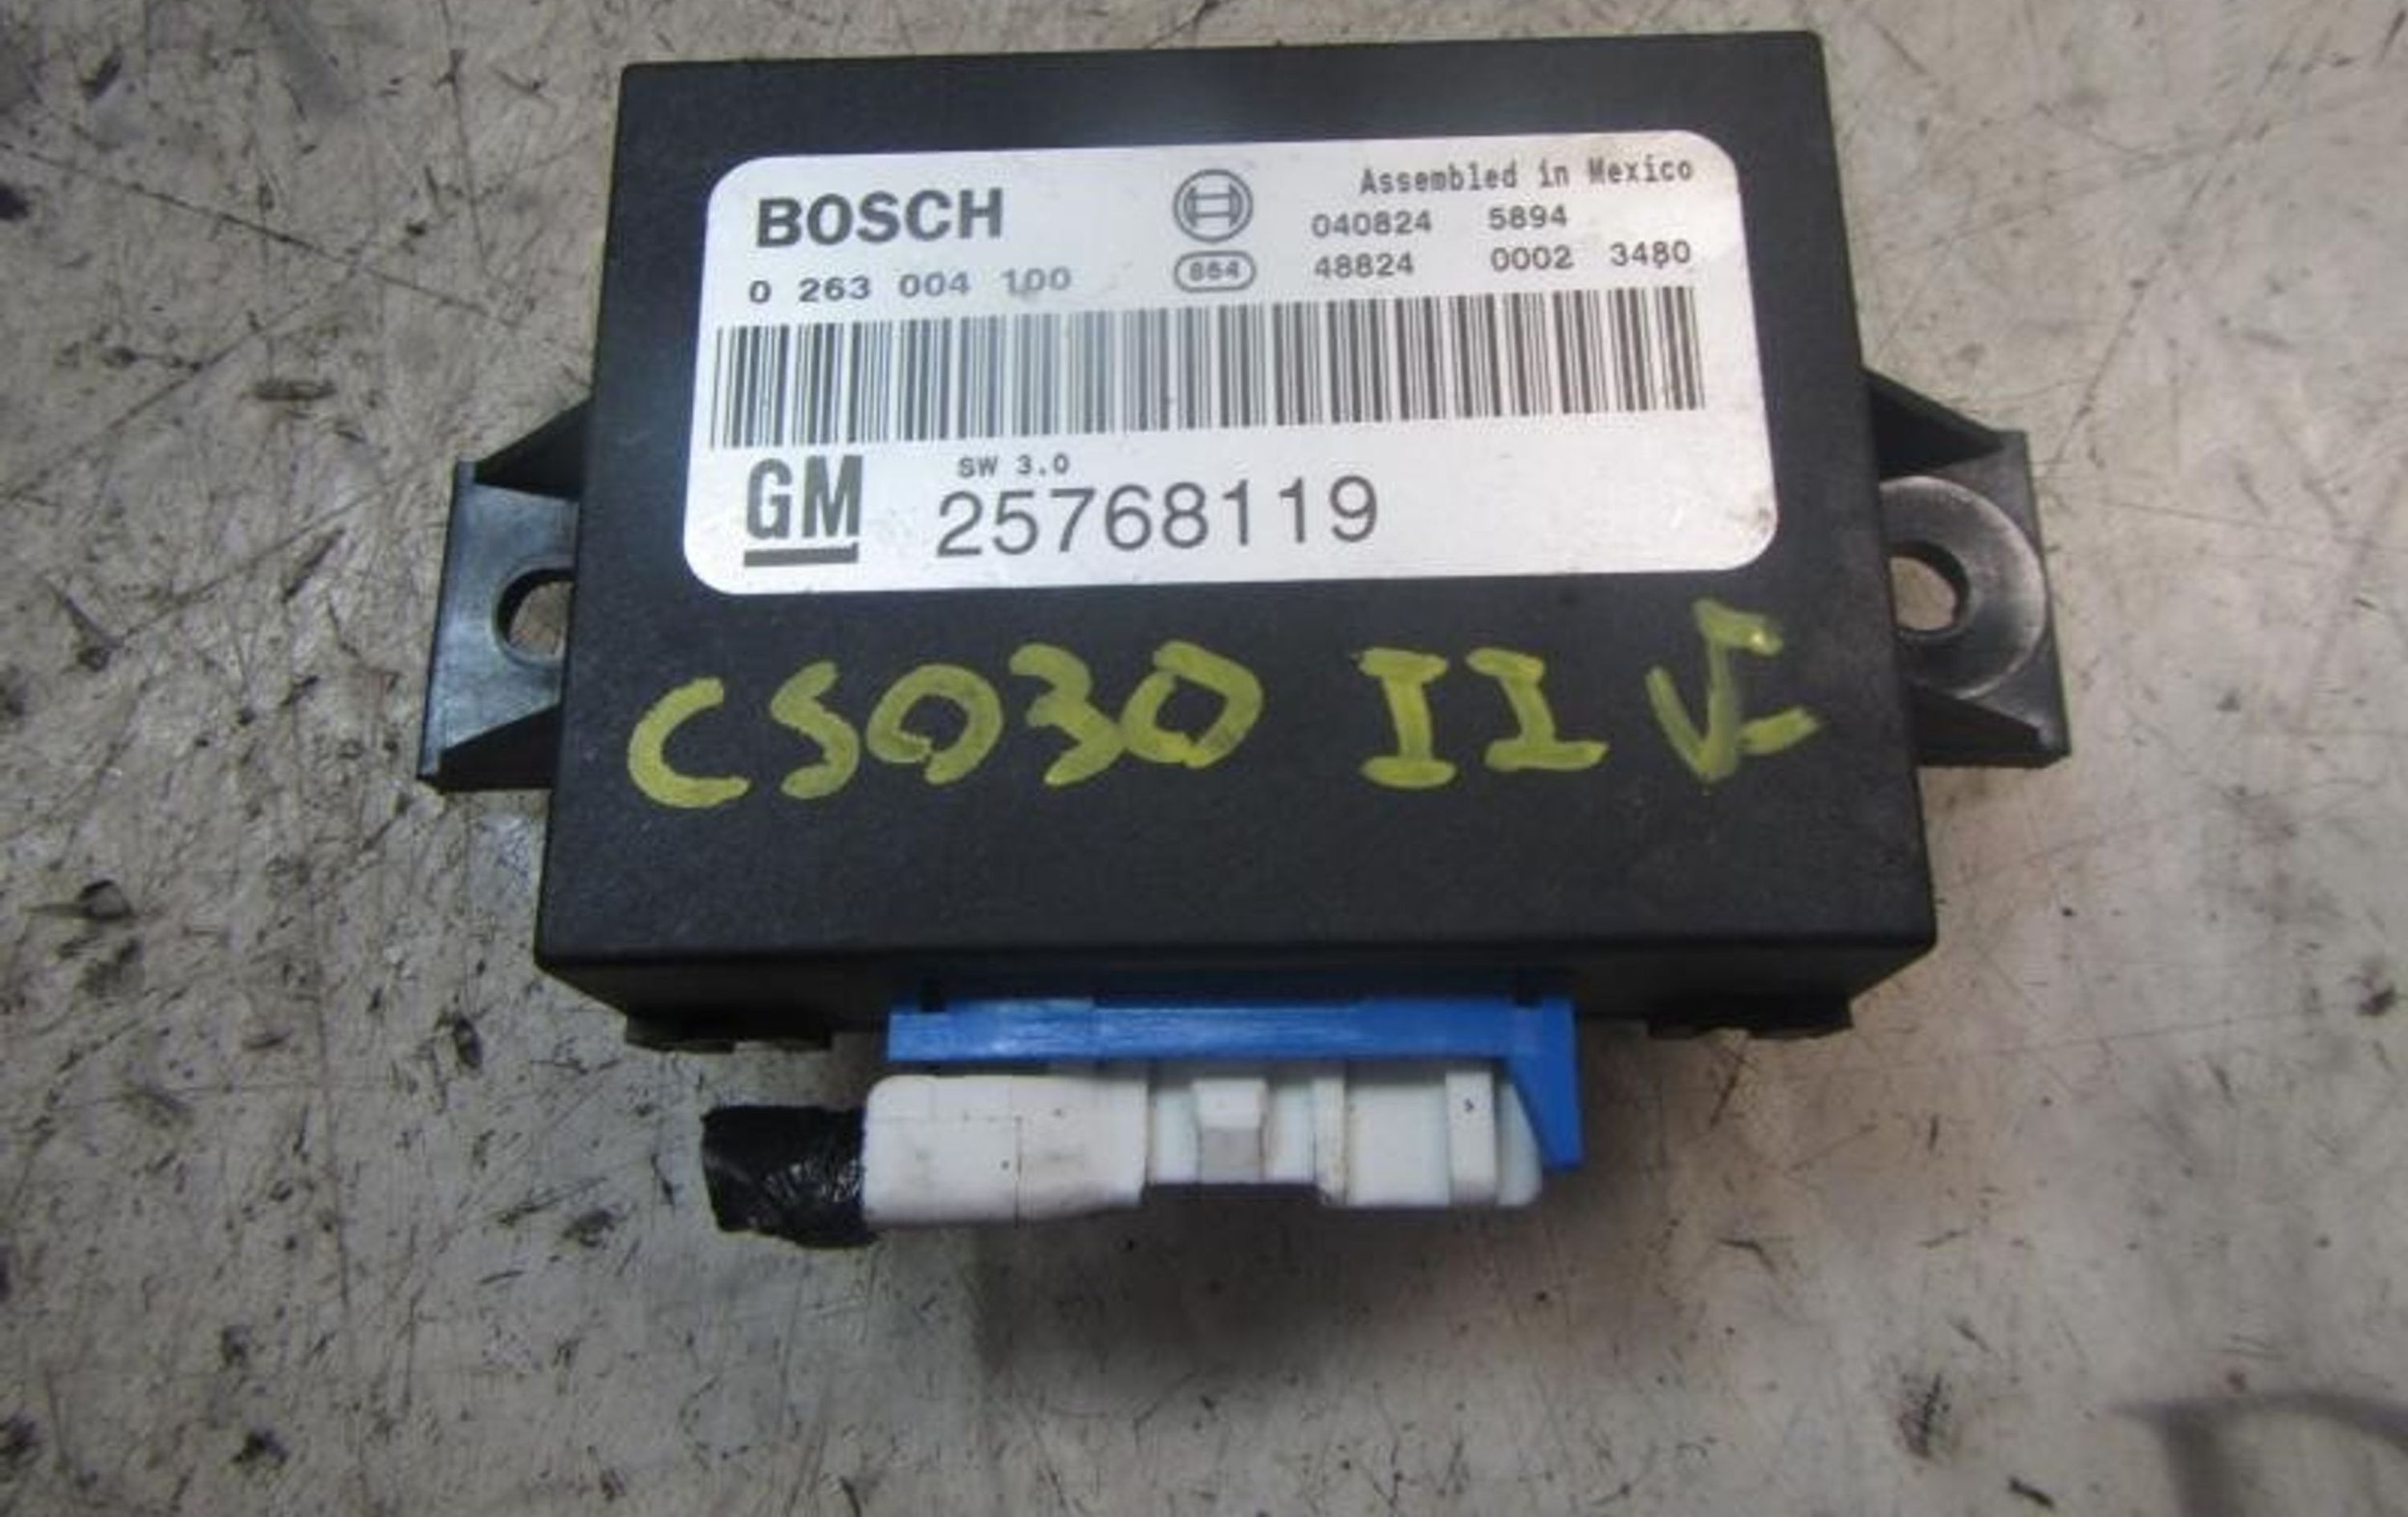 BOSCH
Assembled in Mexico
040824 5894
0 263 004 100
864
48824 0002 3480
GM
SW 3.0
25768119
CS030 II